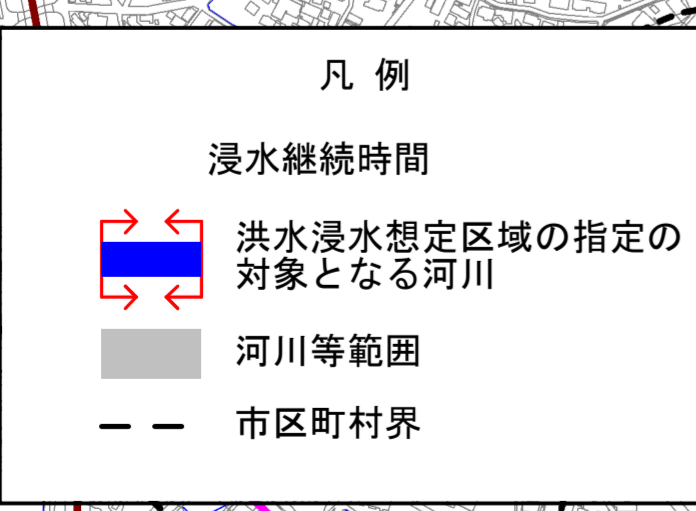 凡 例
浸水継続時間
洪水浸水想定区域の指定の
対象となる河川
河川等範囲
市区町村界